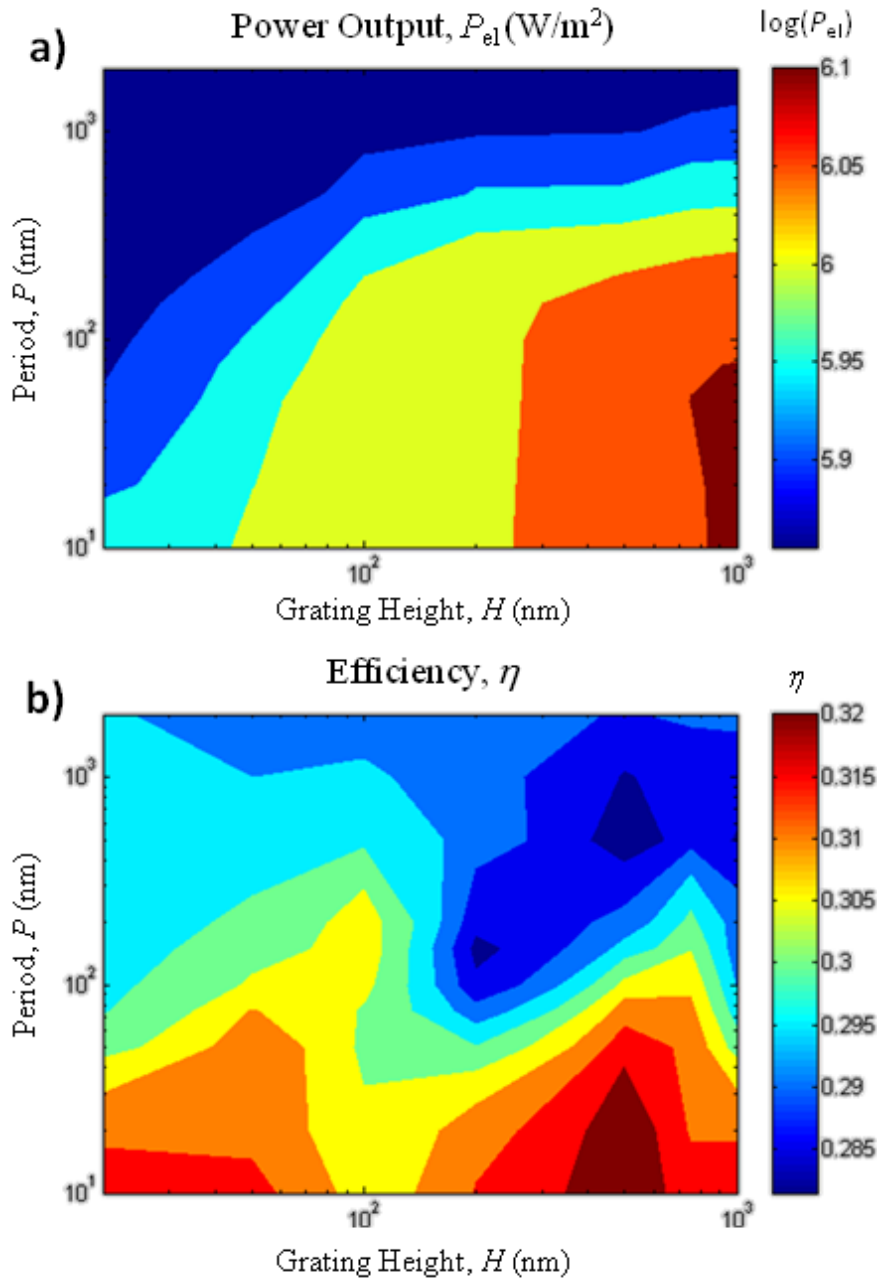 a)
Power Output, Pel(W/m²)
log(Pel)
6.1
6.05
6
5.95
5.9
10³
10²
10¹
Period, P (nm)
10²
10³
Grating Height, H (nm)
b)
Efficiency, η
η
0.32
0.315
0.31
0.305
0.3
0.295
0.29
0.285
10³
10²
10¹
Period, P (nm)
10²
10³
Grating Height, H (nm)